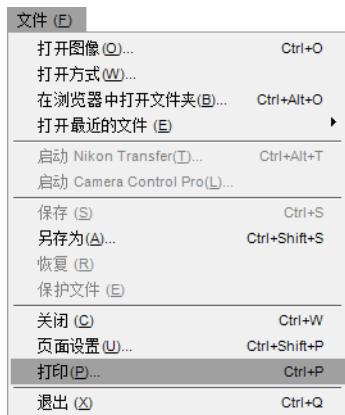 文件 (F)
打开图像(O)... Ctrl+O
打开方式(W)...
在浏览器中打开文件夹(B)... Ctrl+Alt+O
打开最近的文件 (E)
启动 Nikon Transfer(T)... Ctrl+Alt+T
启动 Camera Control Pro(L)...
保存 (S) Ctrl+S
另存为(A)... Ctrl+Shift+S
恢复 (R)
保护文件 (E)
关闭 (C) Ctrl+W
页面设置(U)... Ctrl+Shift+P
打印(P)... Ctrl+P
退出 (X) Ctrl+Q